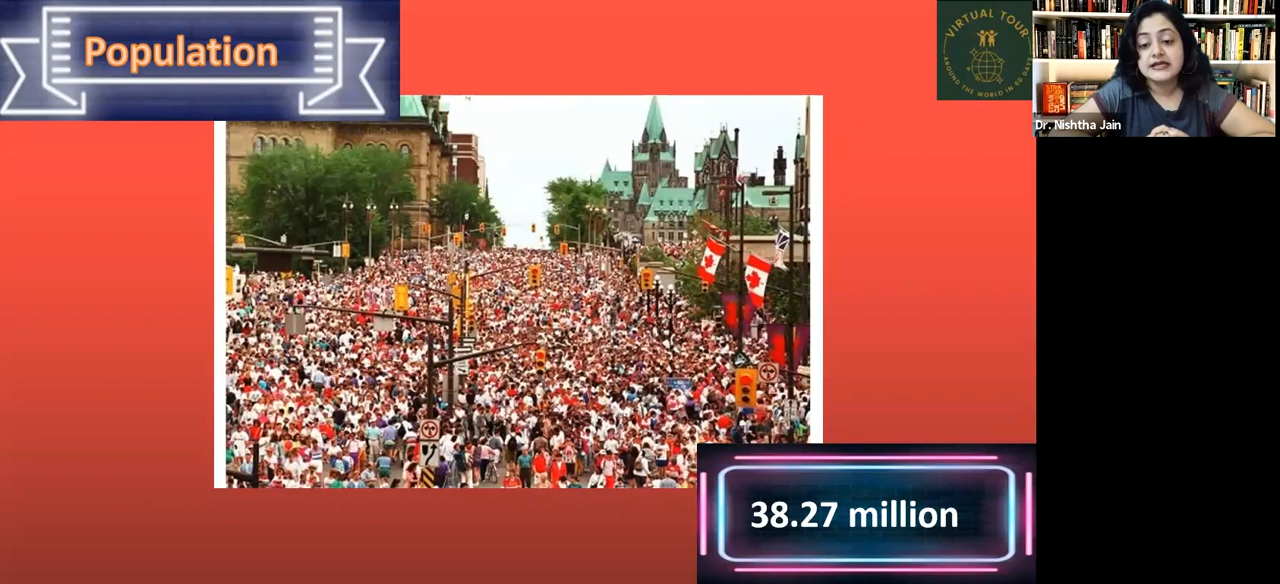 Population
VIRTUAL TOUR
AROUND THE WORLD IN 60 DAYS
Dr. Nishtha Jain
38.27 million